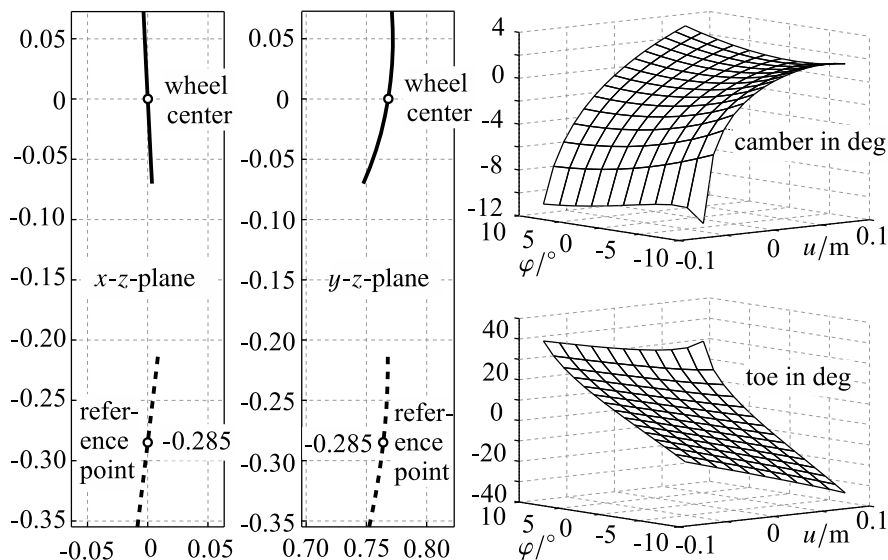 0.05
0
-0.05
-0.10
-0.15
-0.20
-0.25
-0.30
-0.35
wheel
center
x-z-plane
refer-
ence
point
-0.285
-0.05
0
0.05
0.05
0
-0.05
-0.10
-0.15
-0.20
-0.25
-0.30
-0.35
wheel
center
y-z-plane
-0.285
refer-
ence
point
0.70
0.76
0.80
4
0
-4
-8
-12
camber in deg
10
5
0
-5
-10
φ/°
-0.1
0
0.1
u/m
40
20
0
-20
-40
toe in deg
10
5
0
-5
-10
φ/°
-0.1
0
0.1
u/m